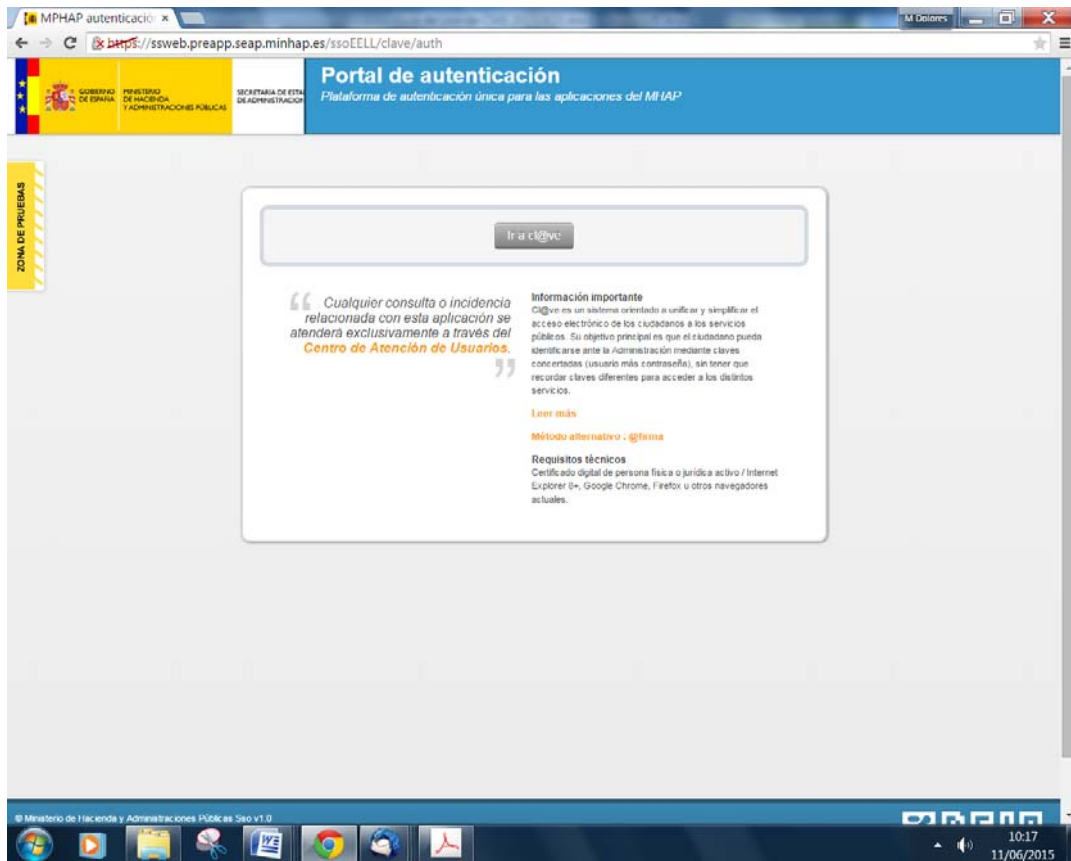 MPHAP autenticació
M Dolores
https://ssweb.preapp.seap.minhap.es/ssoEELL/clave/auth
GOBIERNO
DE ESPAÑA
MINISTERIO
DE HACIENDA
Y ADMINISTRACIONES PÚBLICAS
SECRETARIA DE ESTA
DE ADMINISTRACION
Portal de autenticación
Plataforma de autenticación única para las aplicaciones del MHAP
ZONA DE PRUEBAS
Ir a cl@ve
“ Cualquier consulta o incidencia
relacionada con esta aplicación se
atenderá exclusivamente a través del
Centro de Atención de Usuarios.
”
Información importante
Cl@ve es un sistema orientado a unificar y simplificar el
acceso electrónico de los ciudadanos a los servicios
públicos. Su objetivo principal es que el ciudadano pueda
identificarse ante la Administración mediante claves
concertadas (usuario más contraseña), sin tener que
recordar claves diferentes para acceder a los distintos
servicios.
Leer más
Método alternativo : @firma
Requisitos técnicos
Certificado digital de persona física o jurídica activo / Internet
Explorer 8+, Google Chrome, Firefox u otros navegadores
actuales.
© Ministerio de Hacienda y Administraciones Públicas Sso v1.0
10:17
11/06/2015